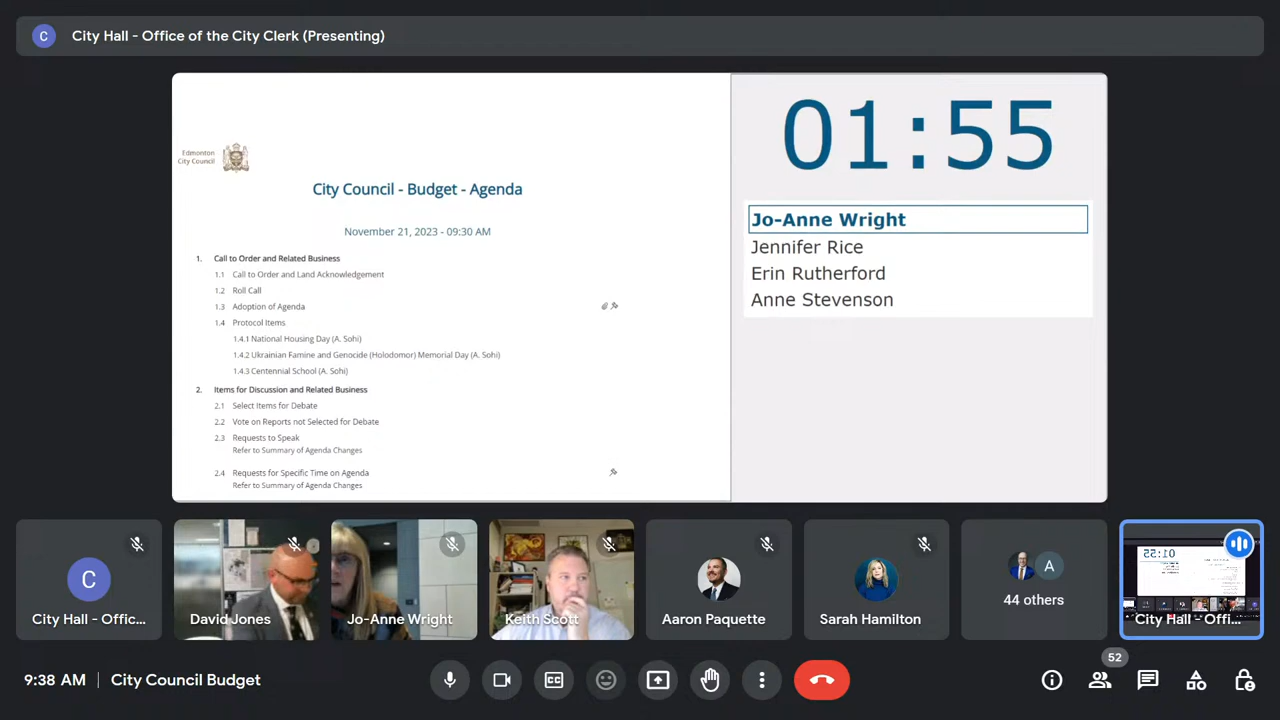 C
City Hall - Office of the City Clerk (Presenting)
Edmonton
City Council
City Council - Budget - Agenda
November 21, 2023 - 09:30 AM
1. Call to Order and Related Business
1.1 Call to Order and Land Acknowledgement
1.2 Roll Call
1.3 Adoption of Agenda
1.4 Protocol Items
1.4.1 National Housing Day (A. Sohi)
1.4.2 Ukrainian Famine and Genocide (Holodomor) Memorial Day (A. Sohi)
1.4.3 Centennial School (A. Sohi)
2. Items for Discussion and Related Business
2.1 Select Items for Debate
2.2 Vote on Reports not Selected for Debate
2.3 Requests to Speak
Refer to Summary of Agenda Changes
2.4 Requests for Specific Time on Agenda
Refer to Summary of Agenda Changes
01:55
Jo-Anne Wright
Jennifer Rice
Erin Rutherford
Anne Stevenson
C
City Hall - Offic...
David Jones
Jo-Anne Wright
Keith Scott
Aaron Paquette
Sarah Hamilton
A
44 others
01:55
City Hall - Offi...
9:38 AM | City Council Budget
CC
52